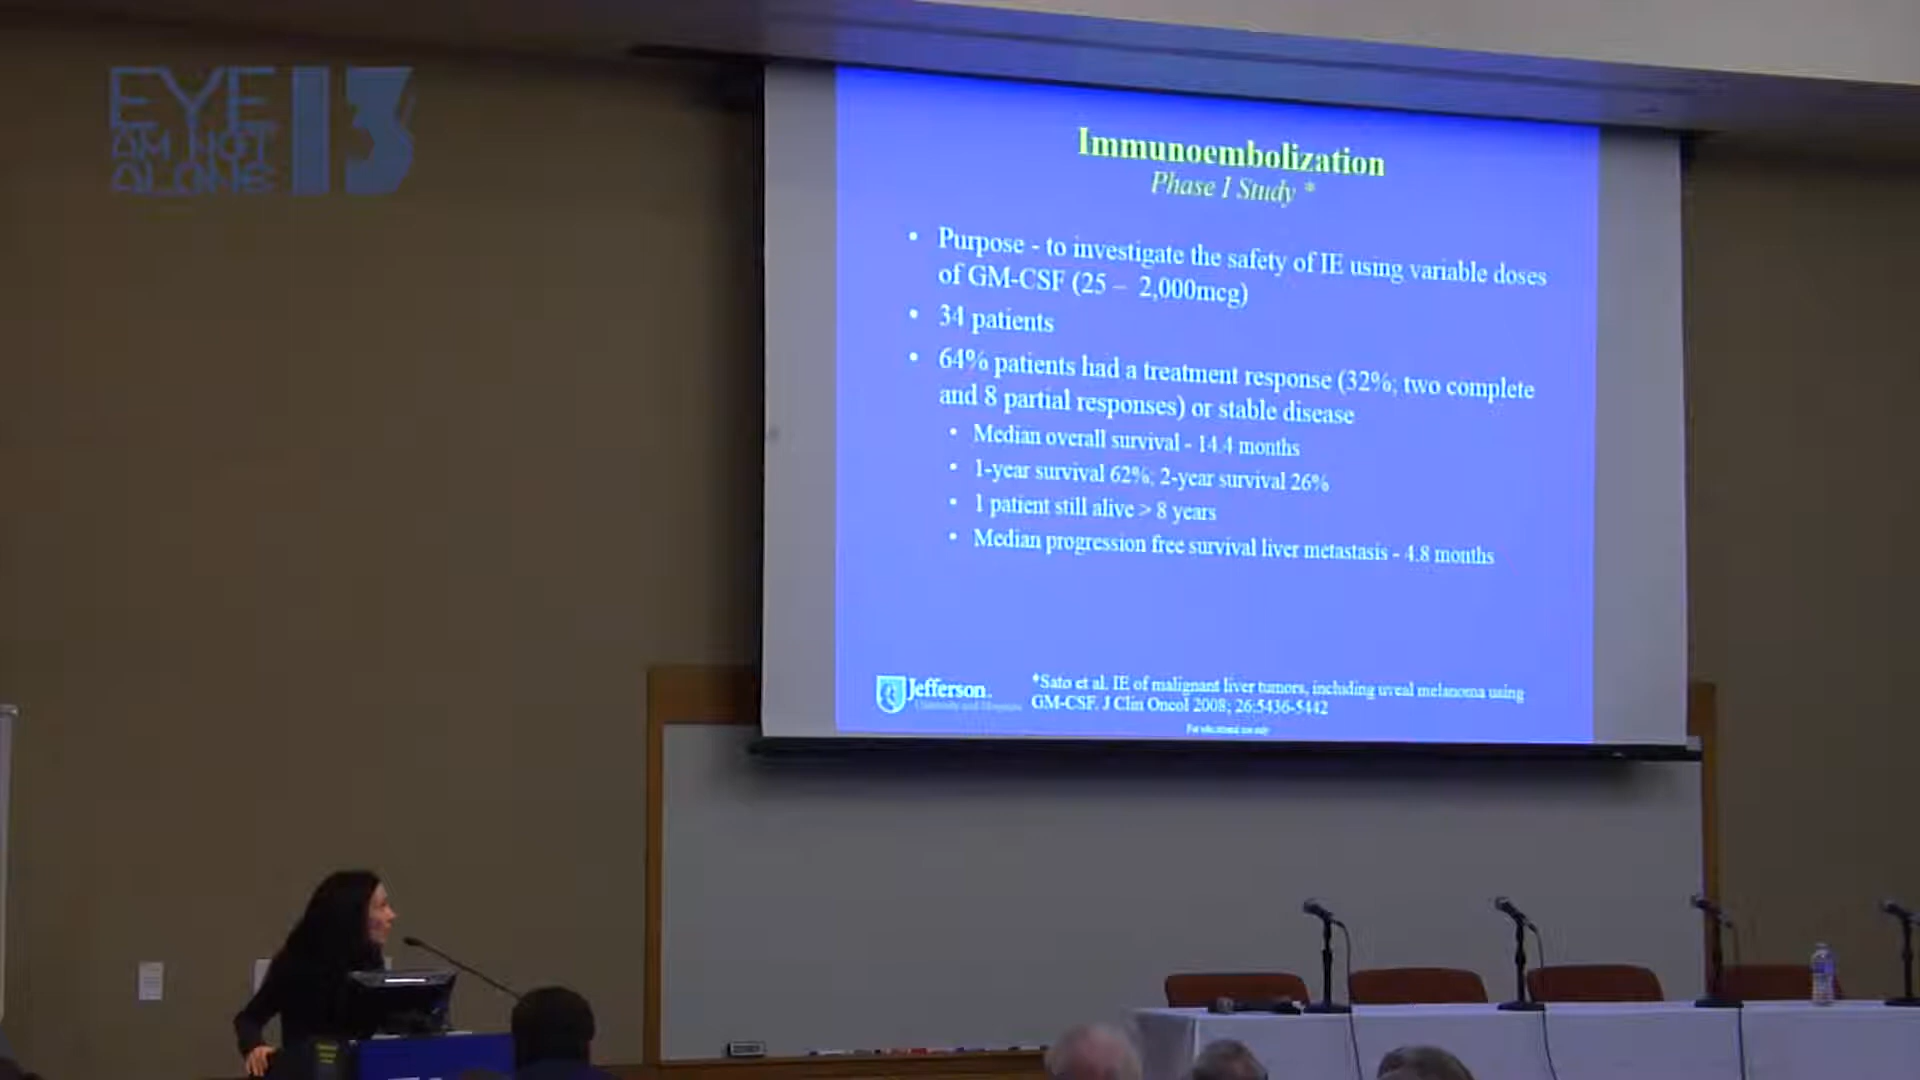 EYE
AM NOT
ALONE
13
Immunoembolization
Phase I Study *
• Purpose - to investigate the safety of IE using variable doses
of GM-CSF (25 – 2,000mcg)
• 34 patients
• 64% patients had a treatment response (32%; two complete
and 8 partial responses) or stable disease
• Median overall survival - 14.4 months
• 1-year survival 62%; 2-year survival 26%
• 1 patient still alive > 8 years
• Median progression free survival liver metastasis - 4.8 months
Jefferson.
University and Hospitals
*Sato et al. IE of malignant liver tumors, including uveal melanoma using
GM-CSF. J Clin Oncol 2008; 26:5436-5442